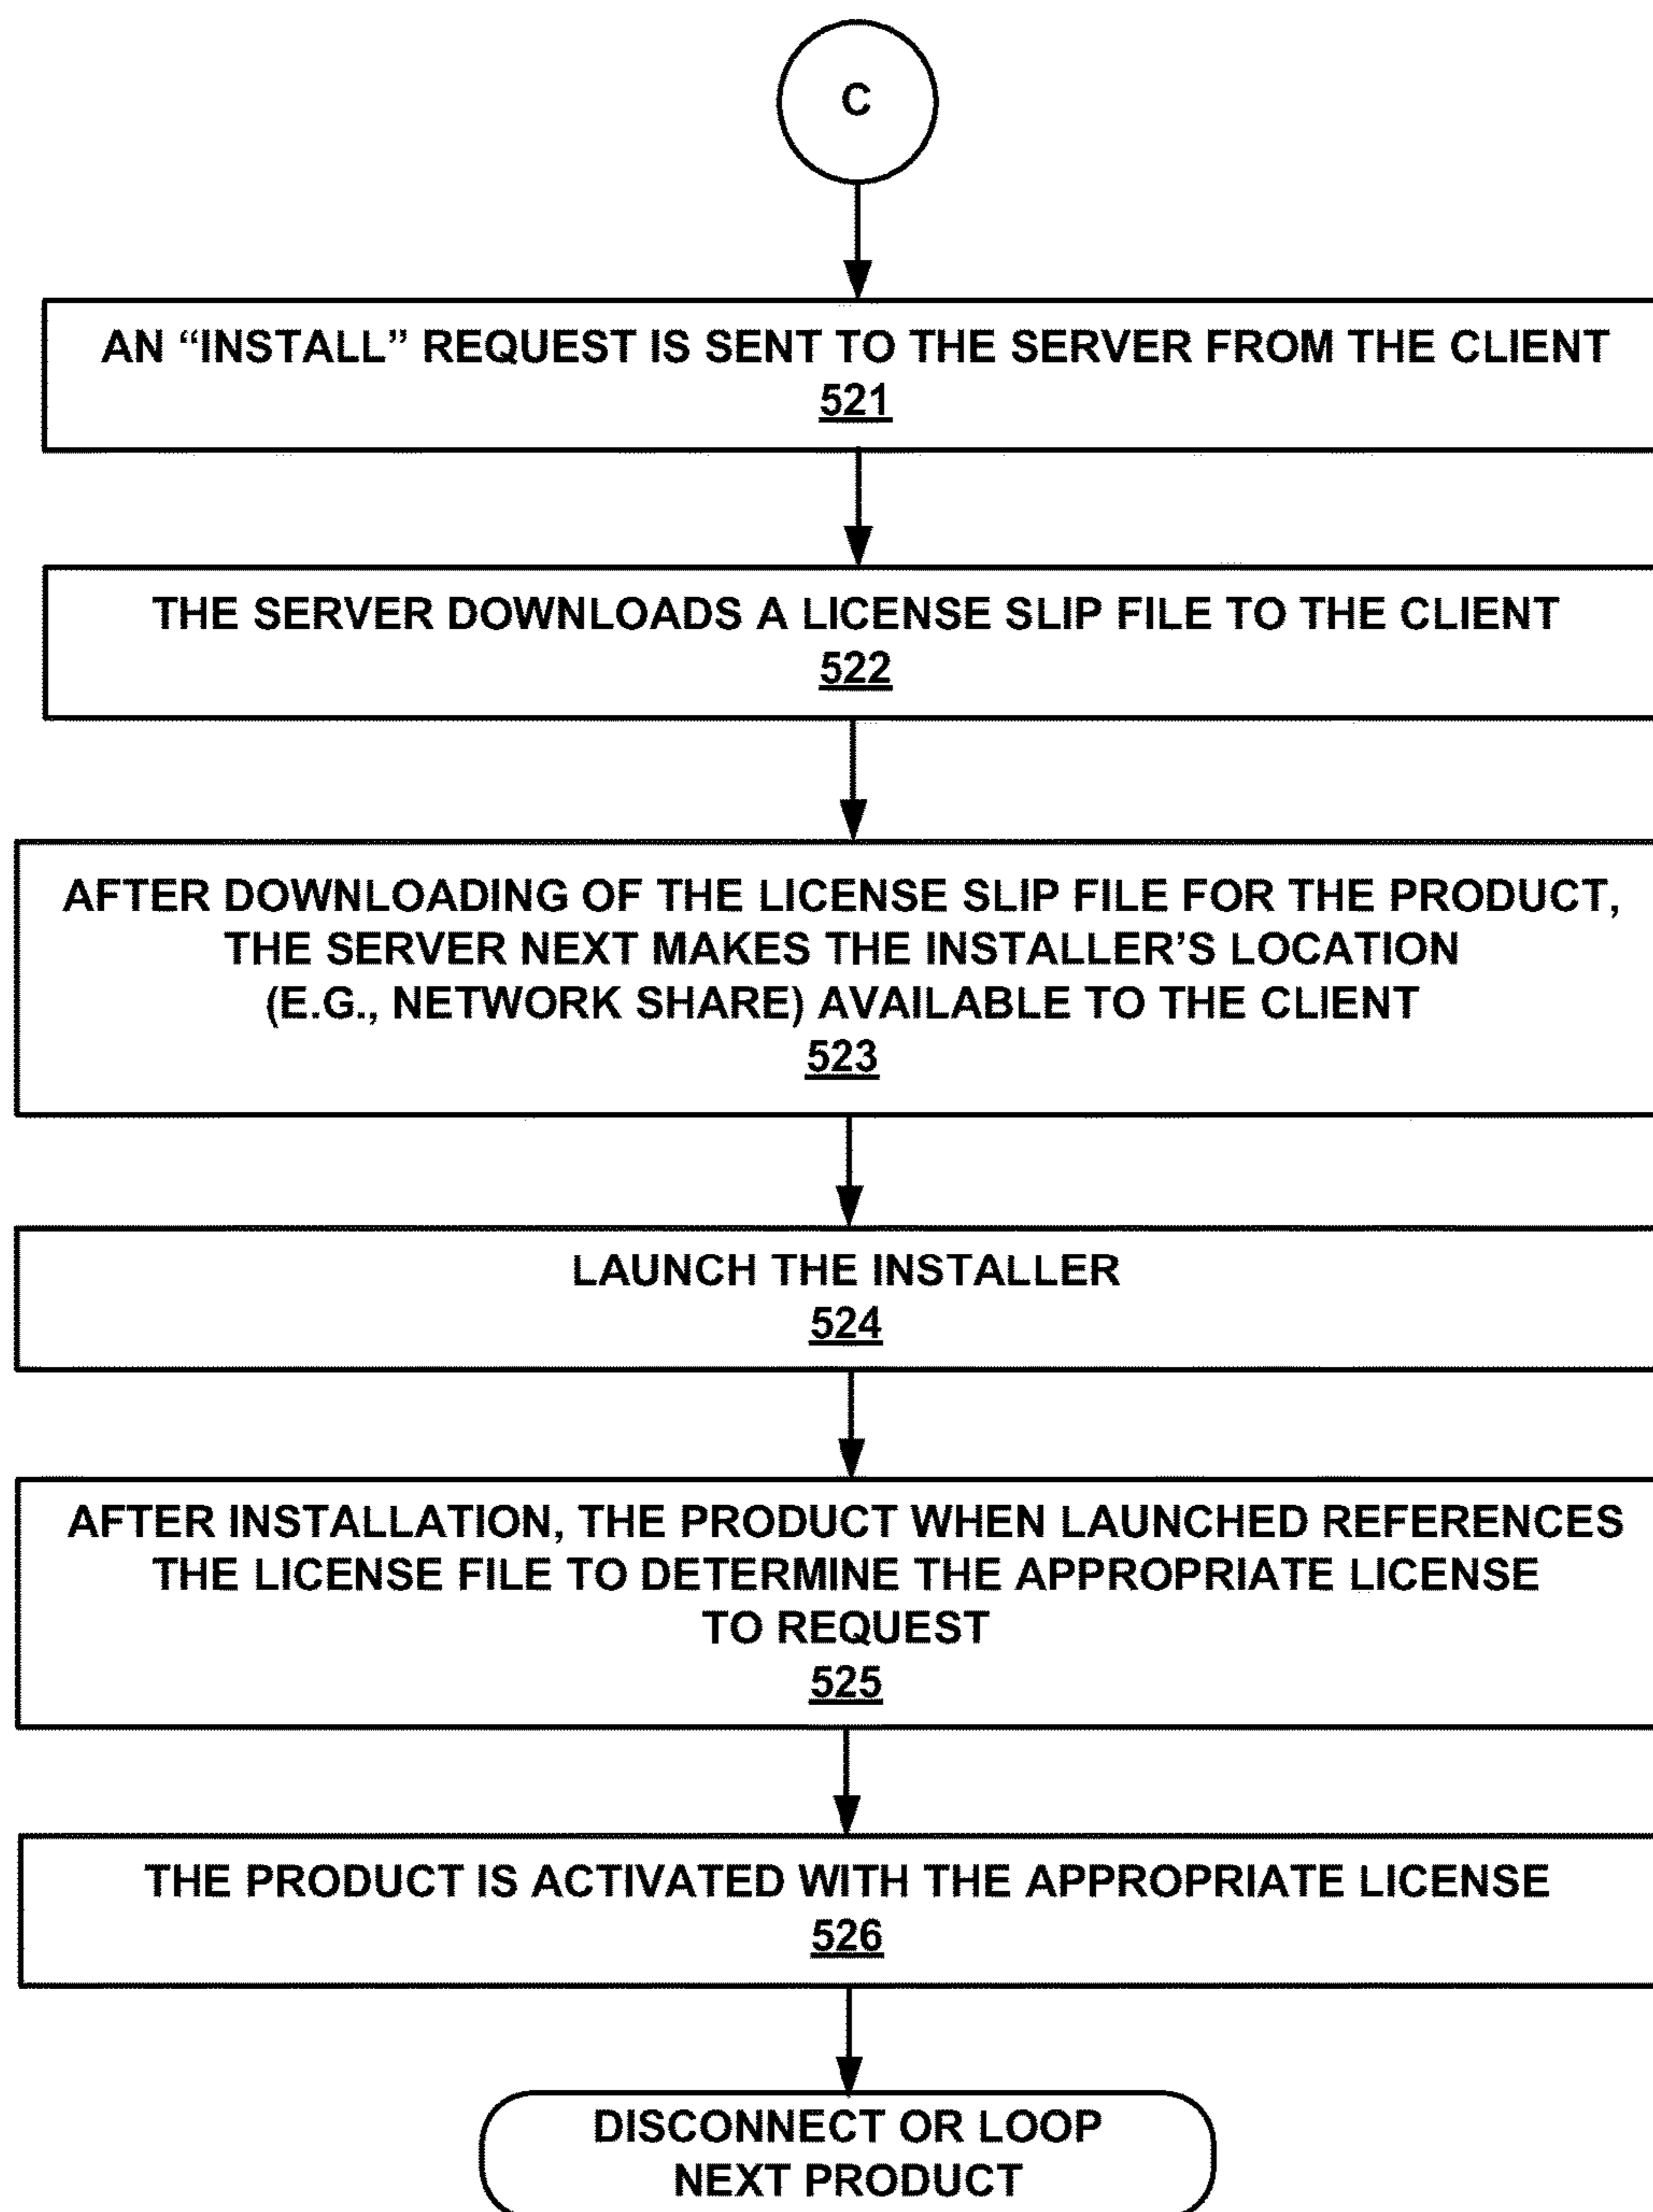 C
AN “INSTALL” REQUEST IS SENT TO THE SERVER FROM THE CLIENT
521
THE SERVER DOWNLOADS A LICENSE SLIP FILE TO THE CLIENT
522
AFTER DOWNLOADING OF THE LICENSE SLIP FILE FOR THE PRODUCT,
THE SERVER NEXT MAKES THE INSTALLER’S LOCATION
(E.G., NETWORK SHARE) AVAILABLE TO THE CLIENT
523
LAUNCH THE INSTALLER
524
AFTER INSTALLATION, THE PRODUCT WHEN LAUNCHED REFERENCES
THE LICENSE FILE TO DETERMINE THE APPROPRIATE LICENSE
TO REQUEST
525
THE PRODUCT IS ACTIVATED WITH THE APPROPRIATE LICENSE
526
DISCONNECT OR LOOP
NEXT PRODUCT